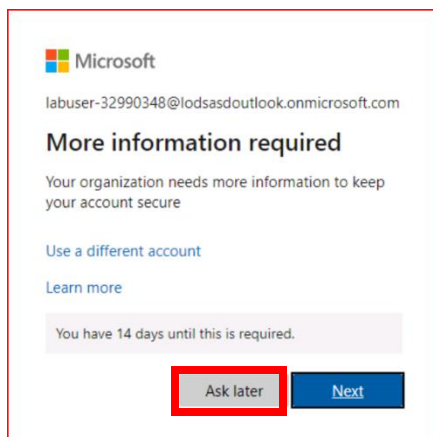 Microsoft
labuser-32990348@lodsasdoutlook.onmicrosoft.com
More information required
Your organization needs more information to keep
your account secure
Use a different account
Learn more
You have 14 days until this is required.
Ask later
Next